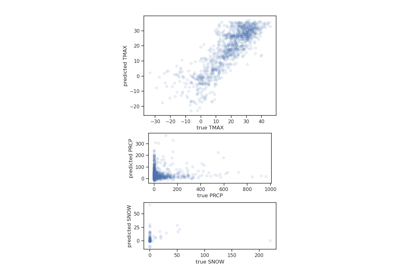 30
20
10
0
−10
−20
predicted TMAX
−30 −20 −10 0 10 20 30 40
true TMAX
300
200
100
0
predicted PRCP
0 200 400 600 800 1000
true PRCP
50
25
0
predicted SNOW
0 50 100 150 200
true SNOW